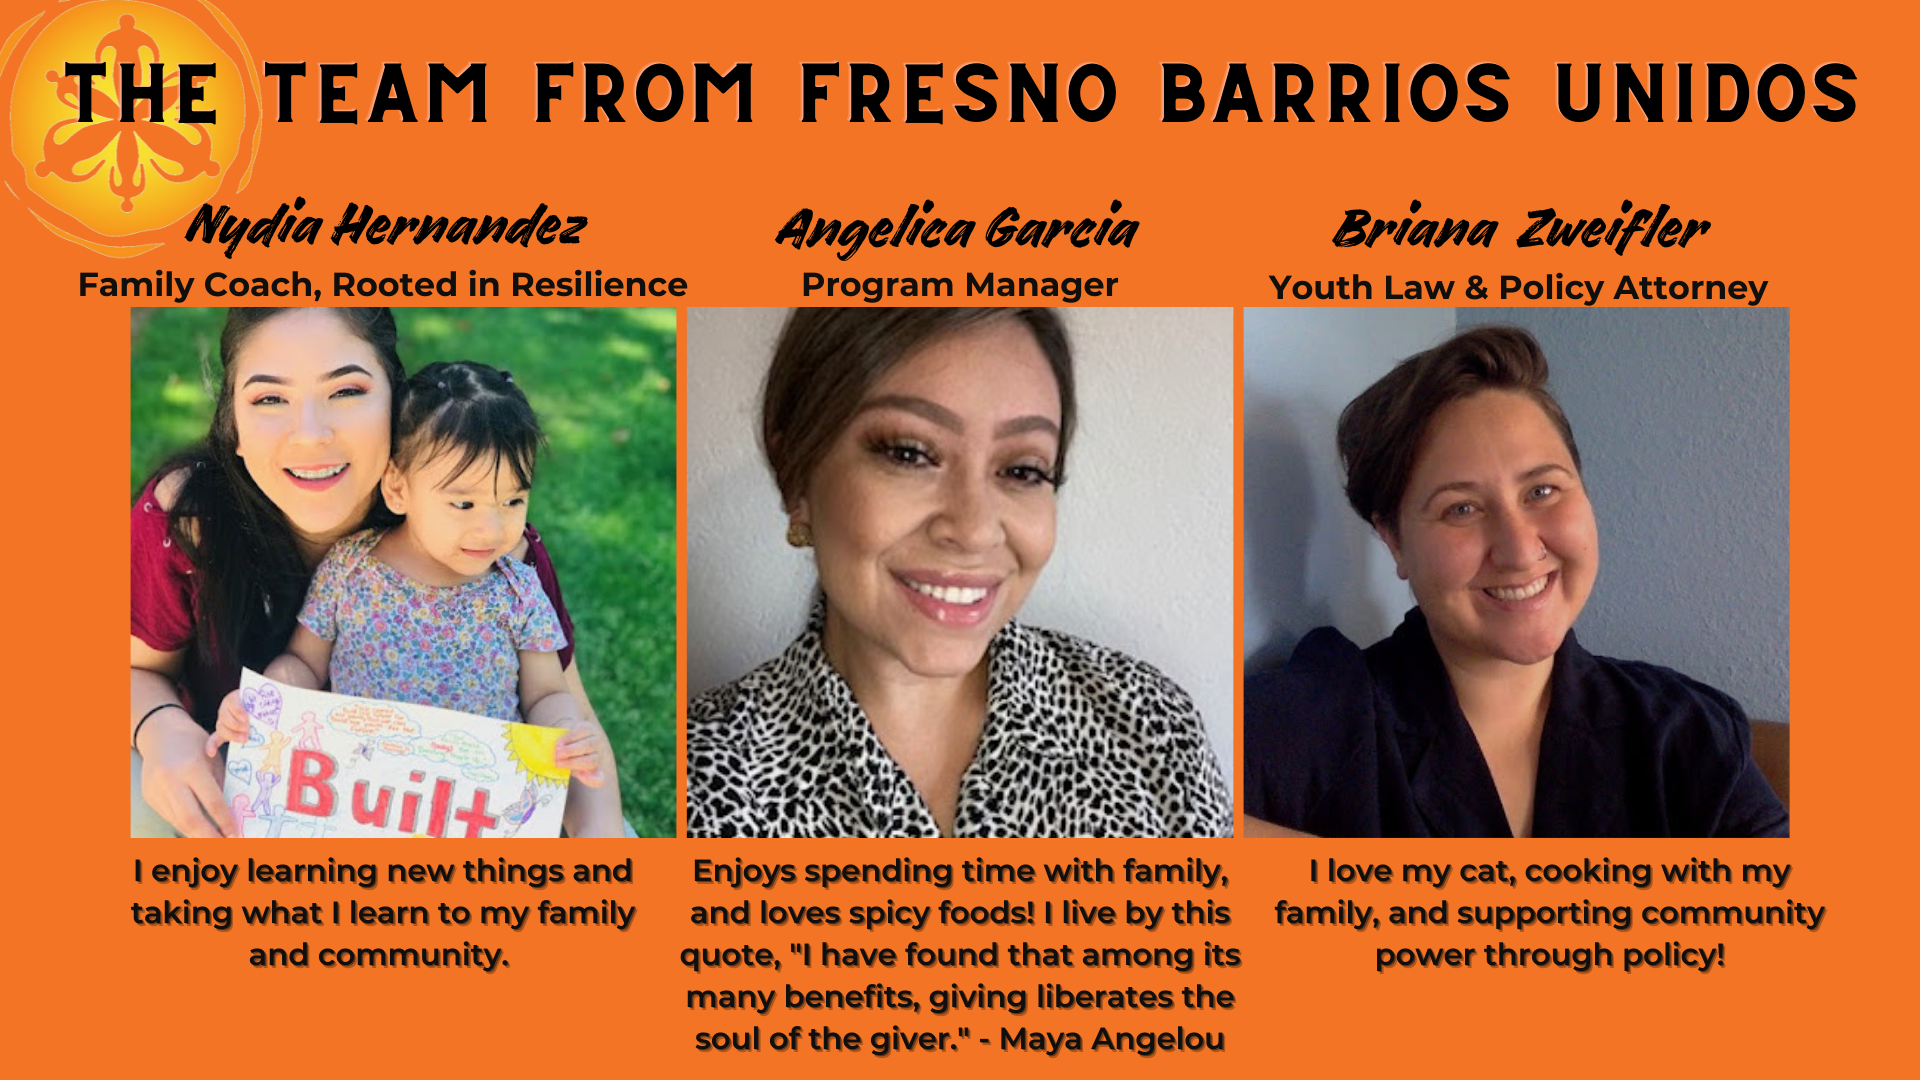 THE TEAM FROM FRESNO BARRIOS UNIDOS
Nydia Hernandez
Family Coach, Rooted in Resilience
Angelica Garcia
Program Manager
Briana Zweifler
Youth Law & Policy Attorney
Built
I enjoy learning new things and
taking what I learn to my family
and community.
Enjoys spending time with family,
and loves spicy foods! I live by this
quote, "I have found that among its
many benefits, giving liberates the
soul of the giver." - Maya Angelou
I love my cat, cooking with my
family, and supporting community
power through policy!